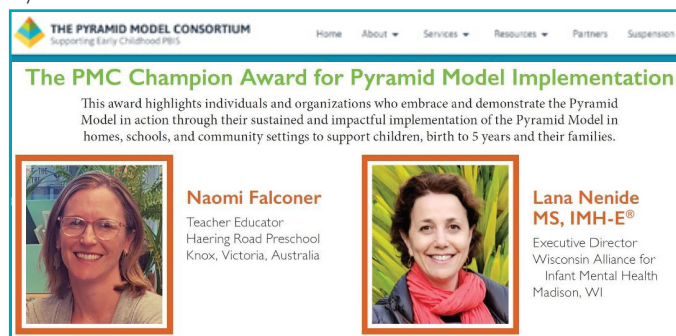 THE PYRAMID MODEL CONSORTIUM
Supporting Early Childhood PBIS
Home About Services Resources Partners Suspension
The PMC Champion Award for Pyramid Model Implementation
This award highlights individuals and organizations who embrace and demonstrate the Pyramid
Model in action through their sustained and impactful implementation of the Pyramid Model in
homes, schools, and community settings to support children, birth to 5 years and their families.
Naomi Falconer
Teacher Educator
Haering Road Preschool
Knox, Victoria, Australia
Lana Nenide
MS, IMH-E®
Executive Director
Wisconsin Alliance for
Infant Mental Health
Madison, WI